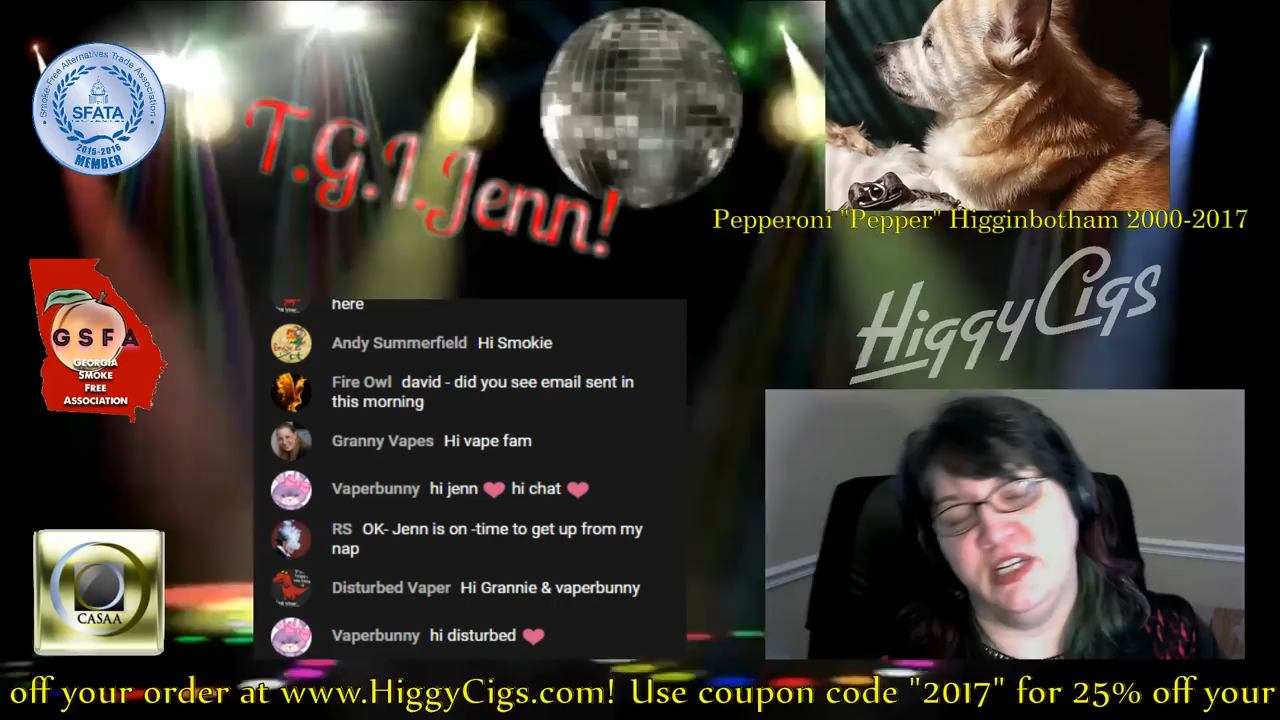 Smoke-Free Alternatives Trade Association
SFATA
2015-2016
MEMBER
T.G.I.Jenn!
Pepperoni "Pepper" Higginbotham 2000-2017
HiggyCigs
GSFA
GEORGIA
SMOKE
FREE
ASSOCIATION
here
Andy Summerfield Hi Smokie
Fire Owl david - did you see email sent in
this morning
Granny Vapes Hi vape fam
Vaperbunny hi jenn ❤ hi chat ❤
RS OK- Jenn is on -time to get up from my
nap
Disturbed Vaper Hi Grannie & vaperbunny
Vaperbunny hi disturbed ❤
CASAA
off your order at www.HiggyCigs.com! Use coupon code "2017" for 25% off your